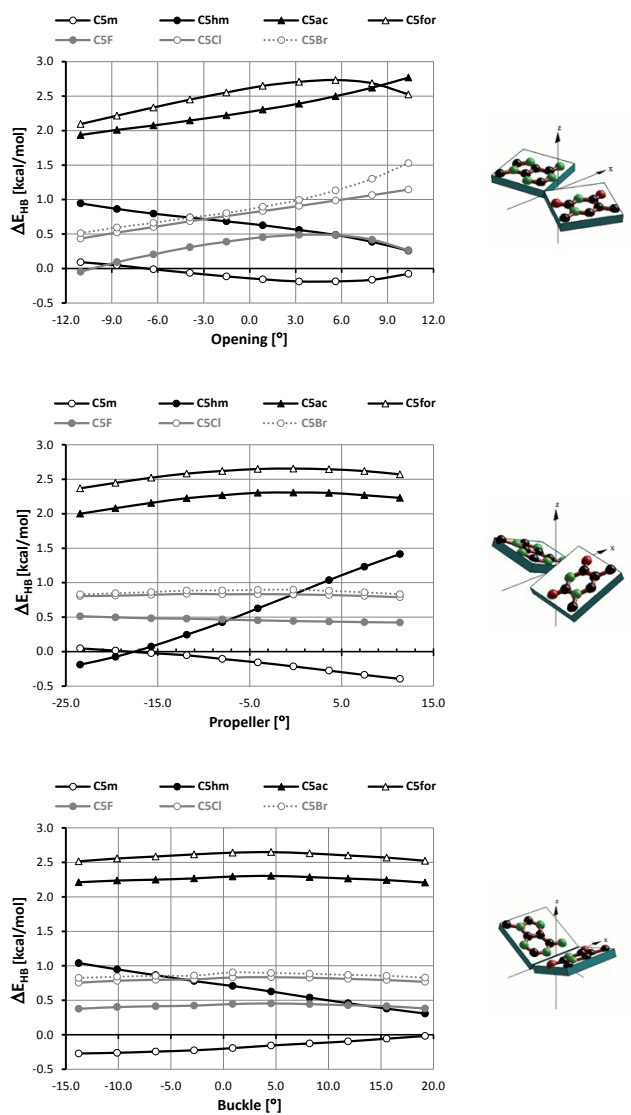 C5m C5hm C5ac C5for
C5F C5Cl C5Br
3.0
2.5
2.0
1.5
1.0
0.5
0.0
-0.5
ΔE_HB [kcal/mol]
-12.0 -9.0 -6.0 -3.0 0.0 3.0 6.0 9.0 12.0
Opening [°]
z
x
C5m C5hm C5ac C5for
C5F C5Cl C5Br
3.0
2.5
2.0
1.5
1.0
0.5
0.0
-0.5
ΔE_HB [kcal/mol]
-25.0 -15.0 -5.0 5.0 15.0
Propeller [°]
z
x
C5m C5hm C5ac C5for
C5F C5Cl C5Br
3.0
2.5
2.0
1.5
1.0
0.5
0.0
-0.5
ΔE_HB [kcal/mol]
-15.0 -10.0 -5.0 0.0 5.0 10.0 15.0 20.0
Buckle [°]
z
x